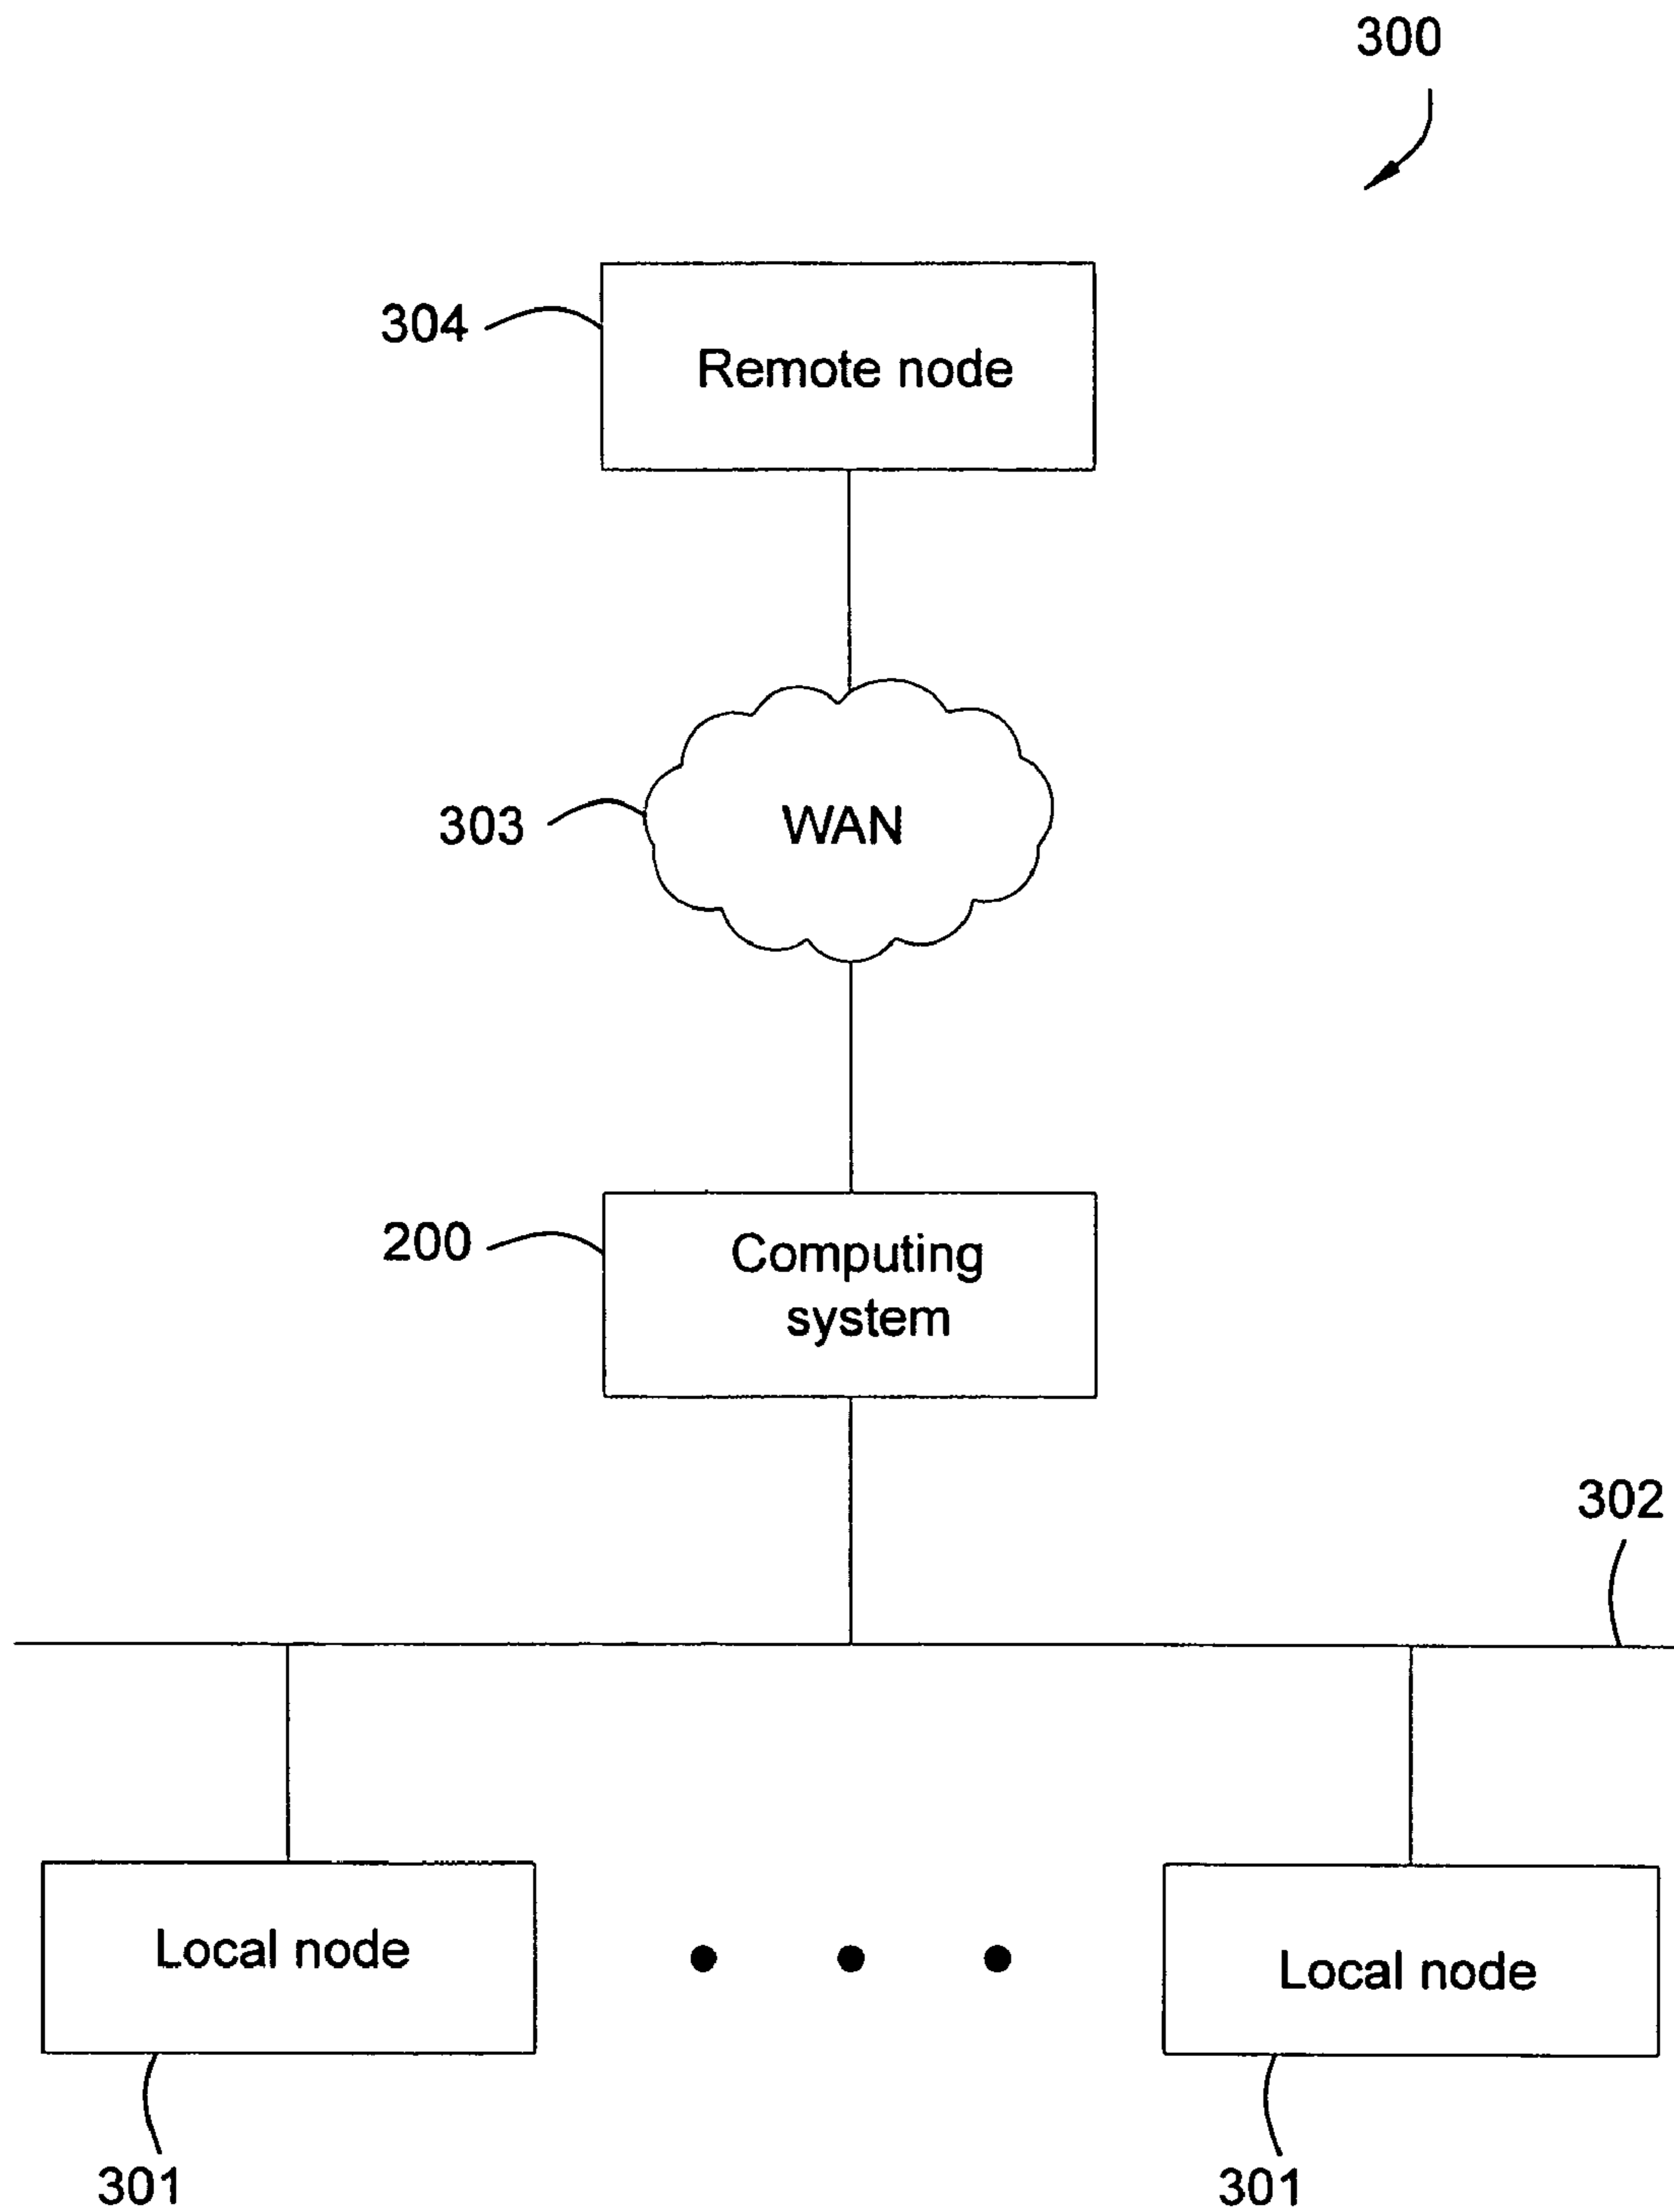 300
304
Remote node
303
WAN
200
Computing
system
302
Local node
Local node
301
301